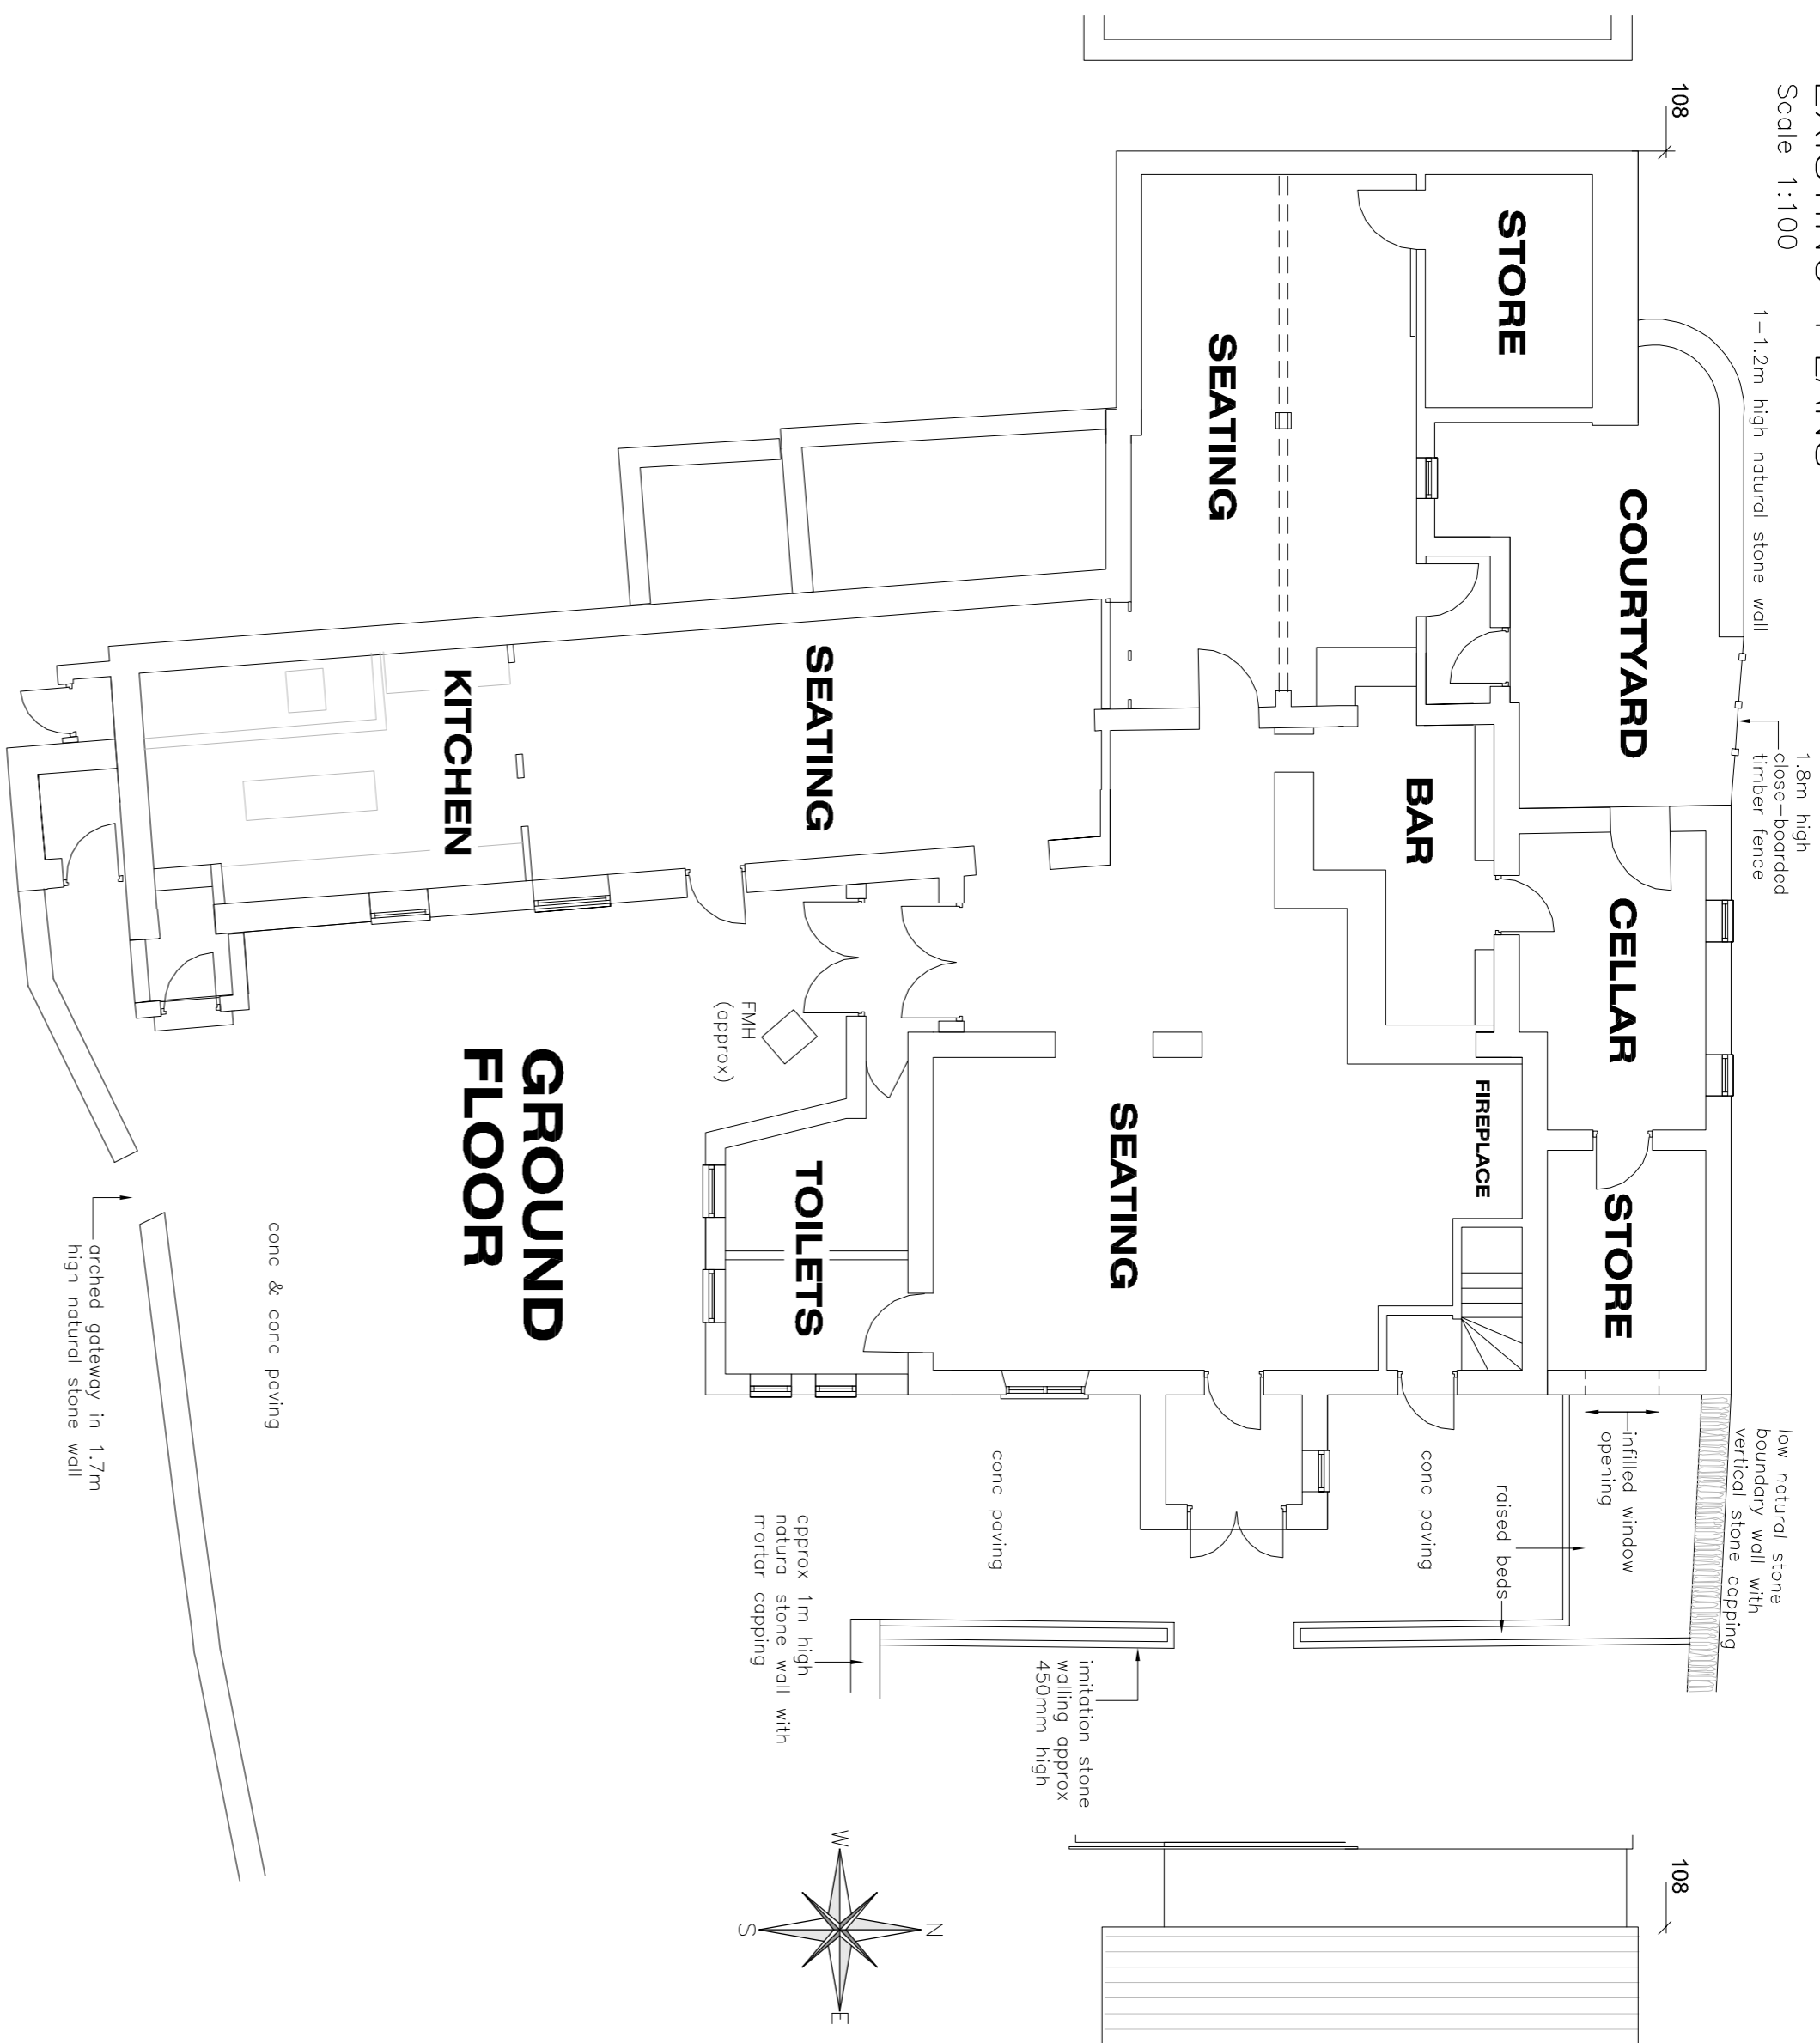 Scale 1:100
108
1-1.2m high natural stone wall
1.8m high
close-boarded
timber fence
low natural stone
boundary wall with
vertical stone capping
infilled window
opening
raised beds
108
STORE
COURTYARD
CELLAR
STORE
SEATING
BAR
FIREPLACE
SEATING
conc paving
conc paving
SEATING
KITCHEN
TOILETS
FMH
(approx)
GROUND
FLOOR
imitation stone
walling approx
450mm high
approx 1m high
natural stone wall with
mortar capping
conc & conc paving
arched gateway in 1.7m
high natural stone wall
W
N
S
E